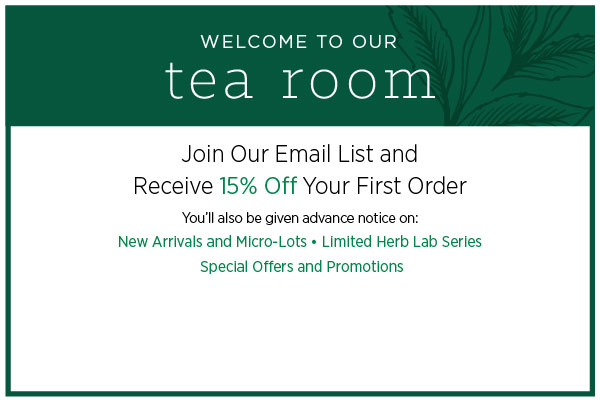 WELCOME TO OUR
tea room
Join Our Email List and
Receive 15% Off Your First Order
You'll also be given advance notice on:
New Arrivals and Micro-Lots • Limited Herb Lab Series
Special Offers and Promotions